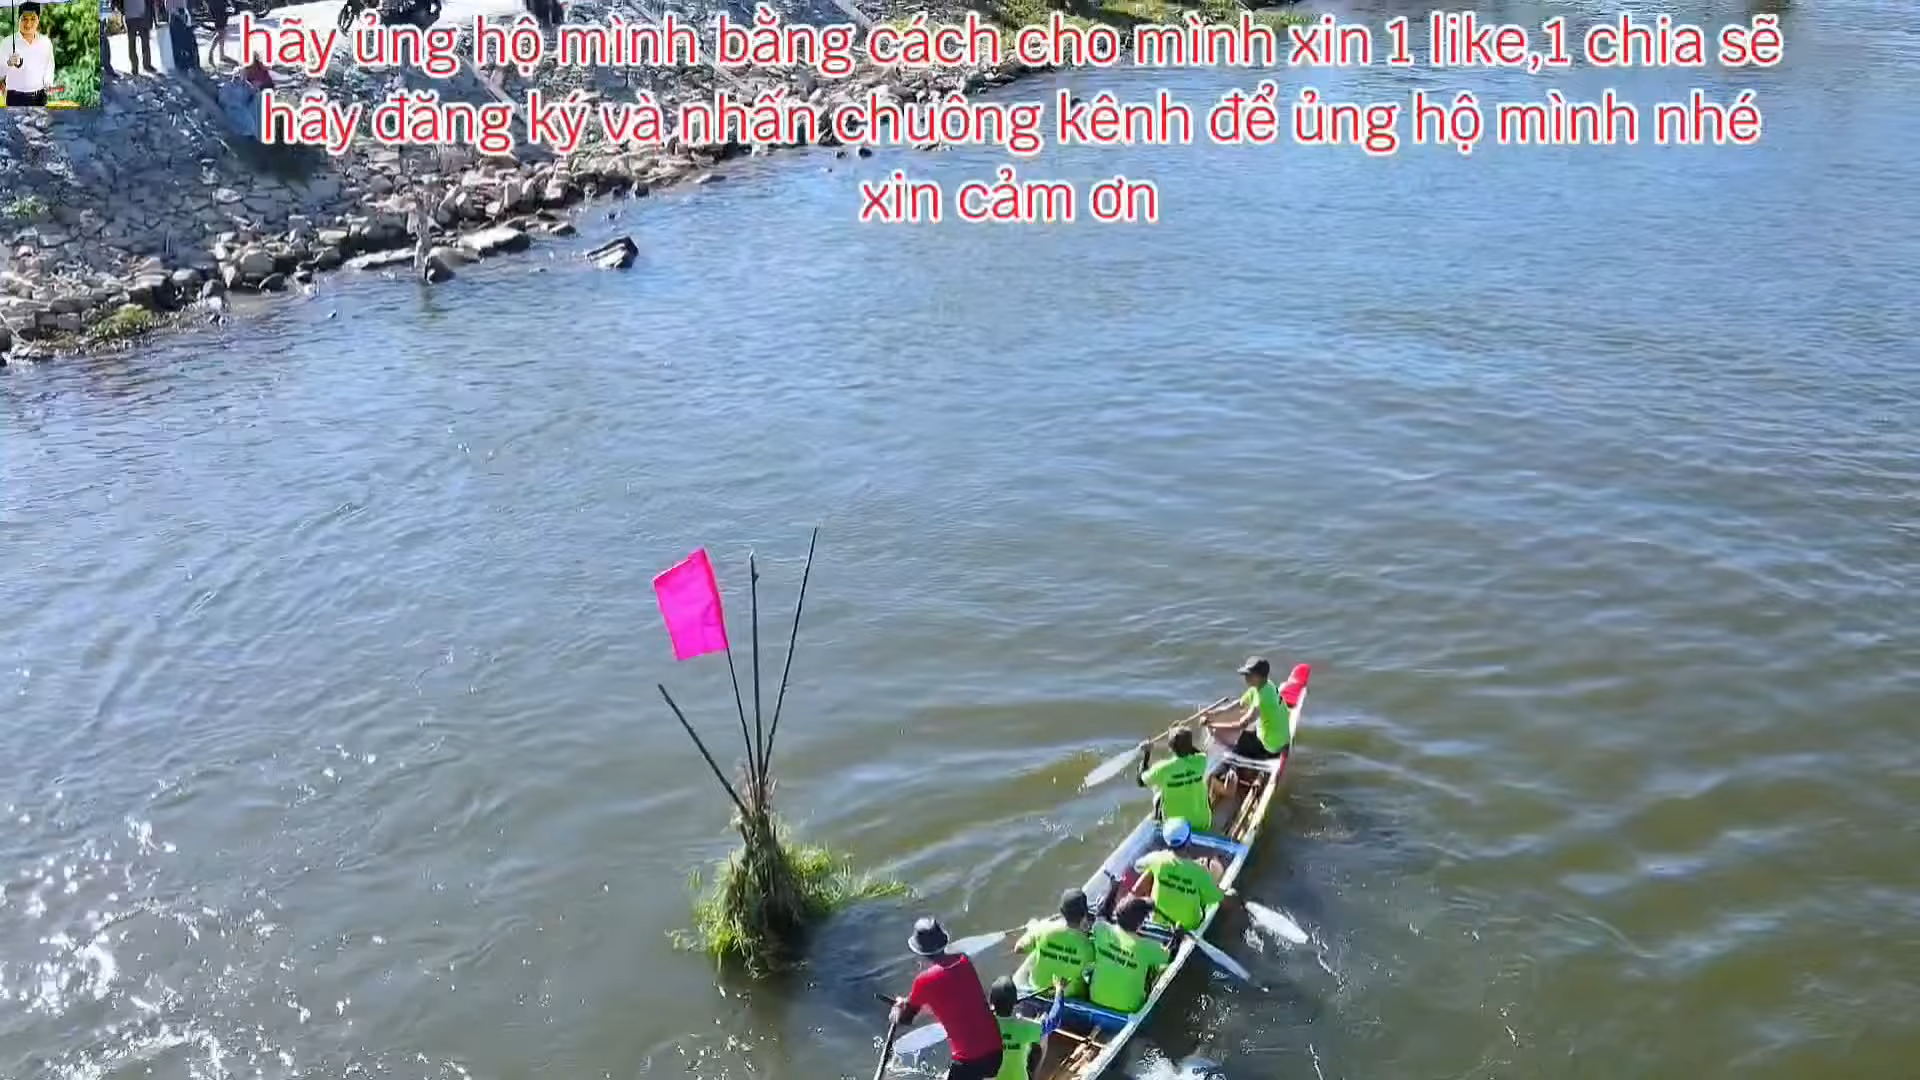 hãy ủng hộ mình bằng cách cho mình xin 1 like,1 chia sẽ
hãy đăng ký và nhấn chuông kênh để ủng hộ mình nhé
xin cảm ơn